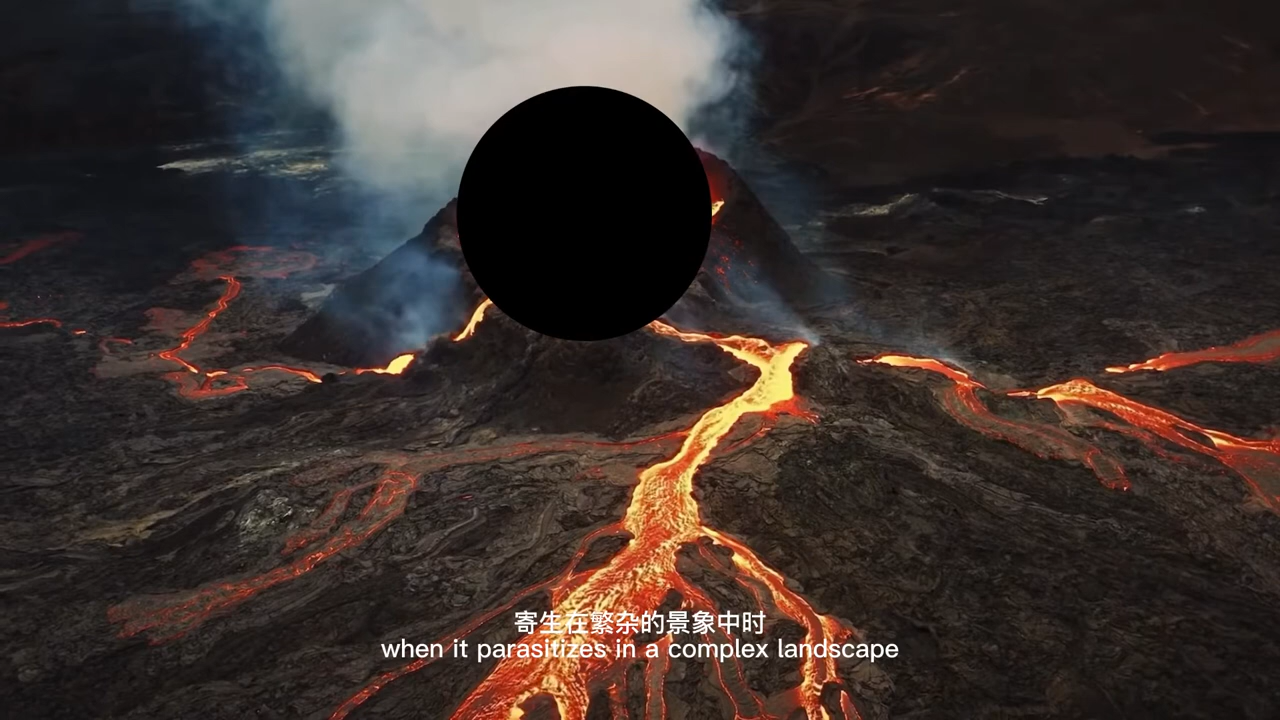 寄生在繁杂的景象中时
when it parasitizes in a complex landscape